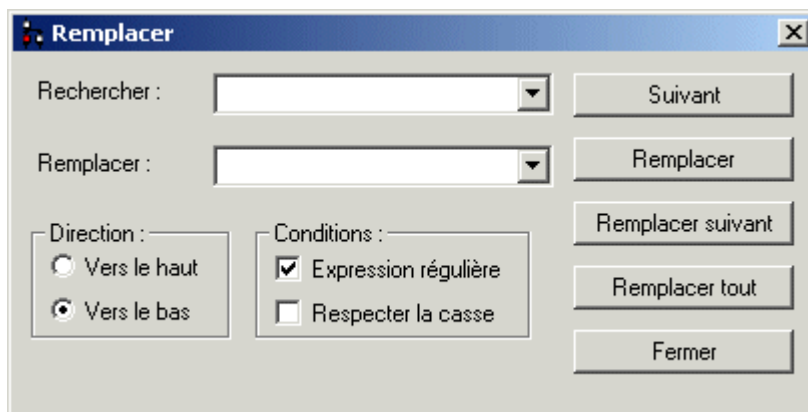 Remplacer
Rechercher :
Suivant
Remplacer :
Remplacer
Remplacer suivant
Direction :
Vers le haut
Vers le bas
Conditions :
Expression régulière
Respecter la casse
Remplacer tout
Fermer